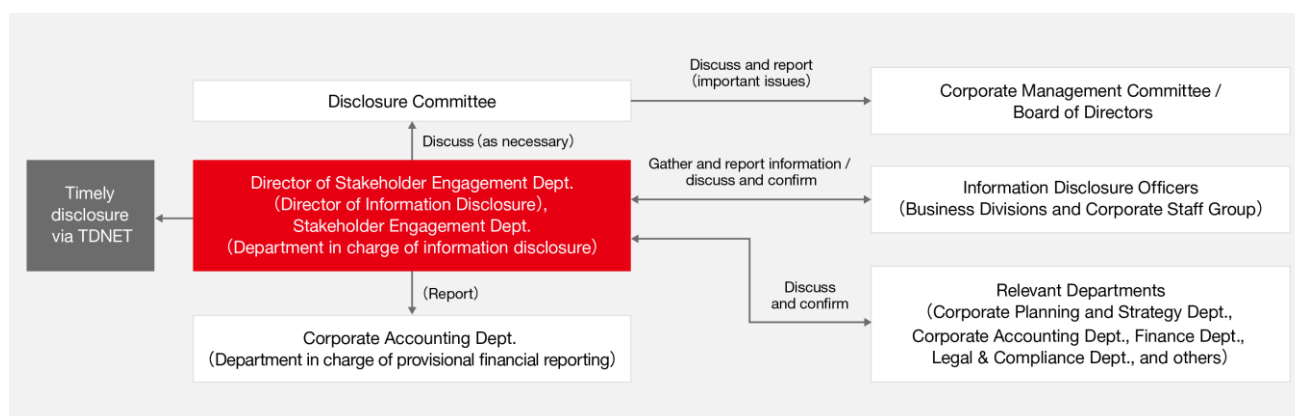 Discuss and report
（important issues）
Disclosure Committee
Corporate Management Committee /
Board of Directors
Discuss（as necessary）
Timely
disclosure
via TDNET
Director of Stakeholder Engagement Dept.
（Director of Information Disclosure），
Stakeholder Engagement Dept.
（Department in charge of information disclosure）
Gather and report information /
discuss and confirm
Information Disclosure Officers
（Business Divisions and Corporate Staff Group）
（Report）
Discuss
and confirm
Corporate Accounting Dept.
（Department in charge of provisional financial reporting）
Relevant Departments
（Corporate Planning and Strategy Dept.,
Corporate Accounting Dept., Finance Dept.,
Legal & Compliance Dept., and others）